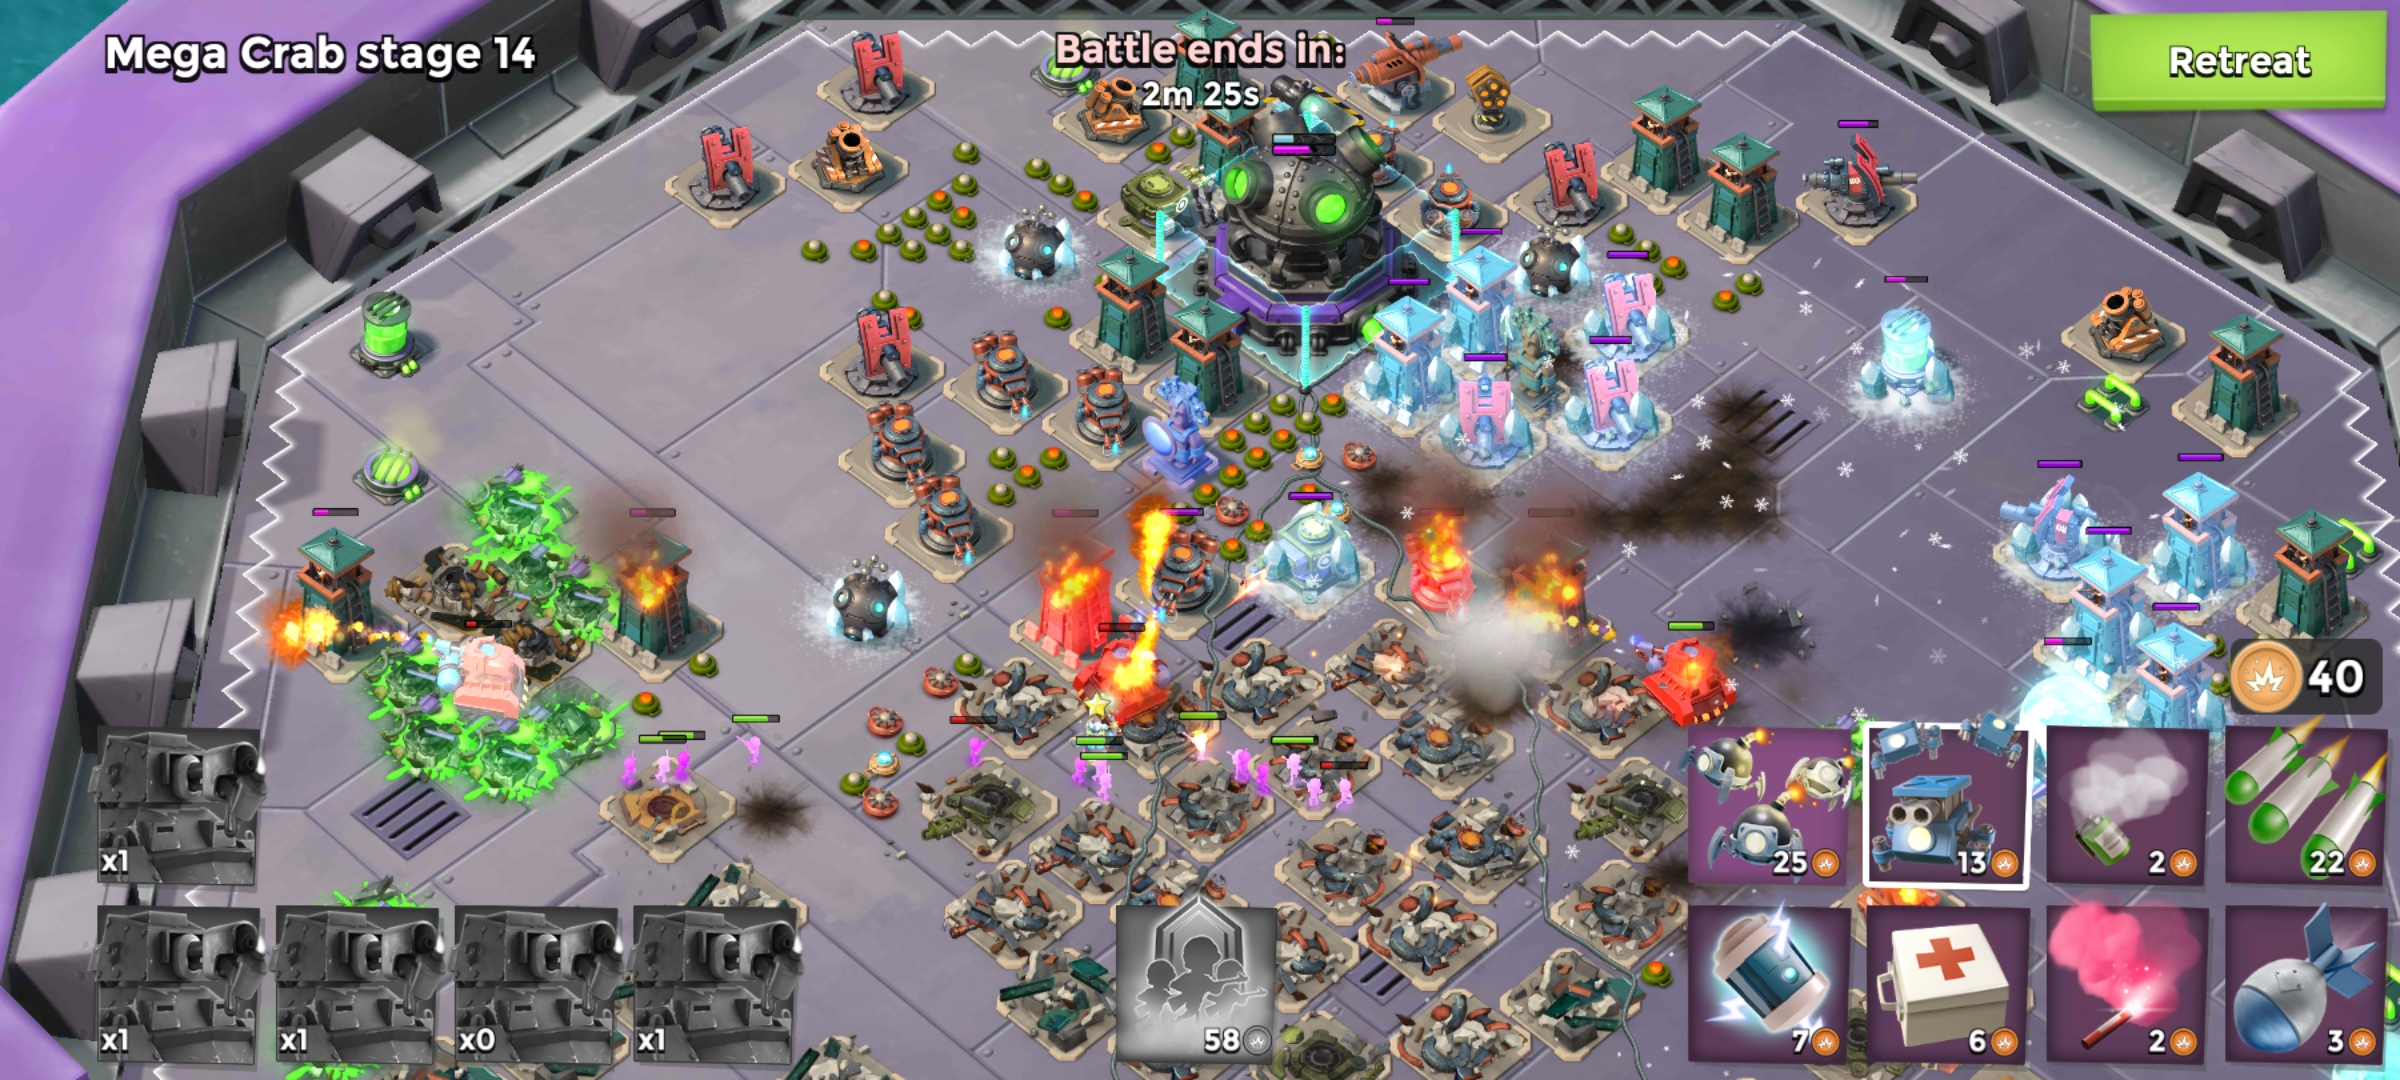 Mega Crab stage 14
Battle ends in:
2m 25s
Retreat
40
x1
25
13
2
22
x1
x1
x0
x1
58
7
6
2
3